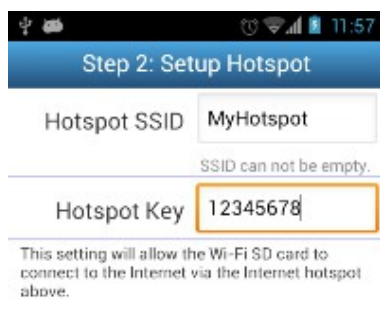 11:57
Step 2: Setup Hotspot
Hotspot SSID MyHotspot
SSID can not be empty.
Hotspot Key 12345678
This setting will allow the Wi-Fi SD card to
connect to the Internet via the Internet hotspot
above.